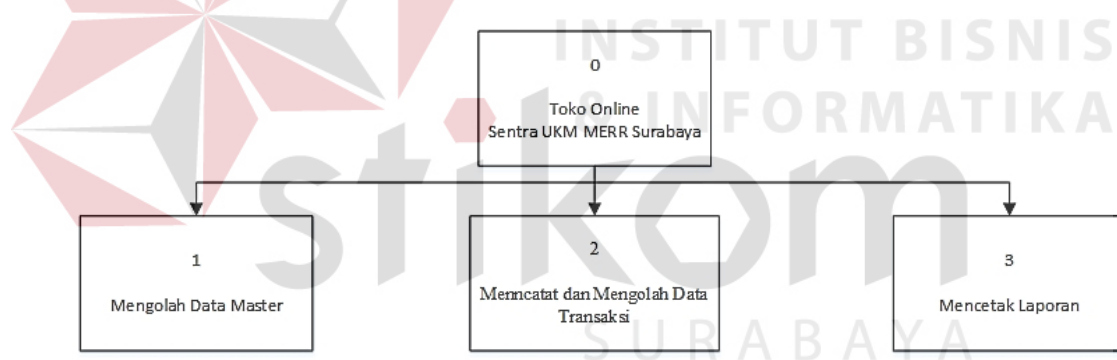 INSTITUT BISNIS
& INFORMATIKA
stikom
SURABAYA
0
Toko Online
Sentra UKM MERR Surabaya
1
Mengolah Data Master
2
Menncatat dan Mengolah Data
Transaksi
3
Mencetak Laporan